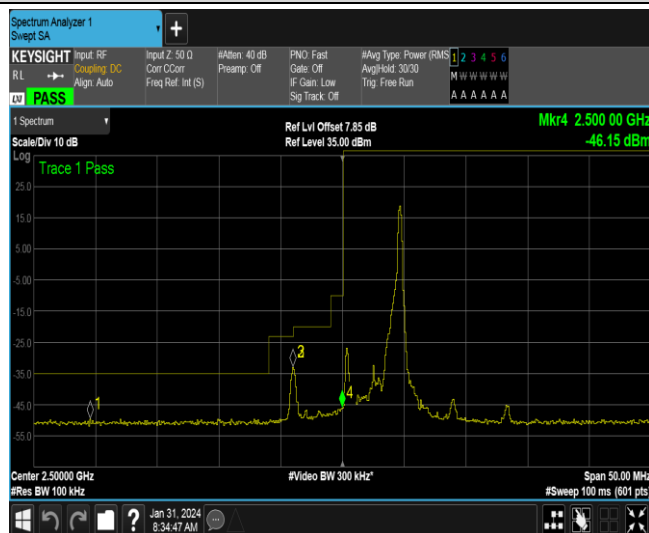 Spectrum Analyzer 1
Swept SA
KEYSIGHT
RL
LXI PASS
Input: RF
Coupling: DC
Align: Auto
Input Z: 50 Ω
Corr CCorr
Freq Ref: Int (S)
#Atten: 40 dB
Preamp: Off
PNO: Fast
Gate: Off
IF Gain: Low
Sig Track: Off
#Avg Type: Power (RMS
Avg|Hold: 30/30
Trig: Free Run
1 2 3 4 5 6
M W W W W W
A A A A A A
1 Spectrum
Scale/Div 10 dB
Ref Lvl Offset 7.85 dB
Ref Level 35.00 dBm
Mkr4 2.500 00 GHz
-46.15 dBm
Log
Trace 1 Pass
25.0
15.0
5.00
-5.00
-15.0
-25.0
-35.0
-45.0
-55.0
1
4
Center 2.50000 GHz
#Res BW 100 kHz
#Video BW 300 kHz*
Span 50.00 MHz
#Sweep 100 ms (601 pts)
?
Jan 31, 2024
8:34:47 AM